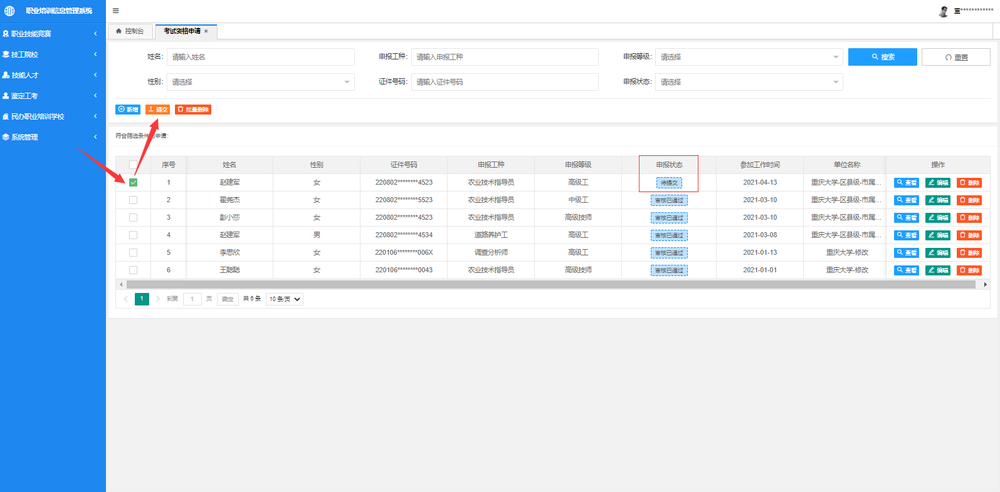 职业培训信息管理系统
职业技能竞赛
技工院校
技能人才
鉴定工考
民办职业培训学校
系统管理
控制台 考试资格申请
姓名: 请输入姓名 申报工种: 请输入申报工种 申报等级: 请选择 搜索 重置
性别: 请选择 证件号码: 请输入证件号码 申报状态: 请选择
新增 提交 批量删除
符合筛选条件的申请:
序号 姓名 性别 证件号码 申报工种 申报等级 申报状态 参加工作时间 单位名称 操作
1 赵建军 女 220802********4523 农业技术指导员 高级工 待提交 2021-04-13 重庆大学-区县级-市属... 查看 编辑 删除
2 翟尧杰 女 220802********5523 农业技术指导员 中级工 审核已通过 2021-03-10 重庆大学-区县级-市属... 查看 编辑 删除
3 彭小莎 女 220802********4523 农业技术指导员 高级技师 审核已通过 2021-03-10 重庆大学-区县级-市属... 查看 编辑 删除
4 赵建军 男 220802********4534 道路养护工 高级工 审核已通过 2021-03-08 重庆大学-区县级-市属... 查看 编辑 删除
5 李思欣 女 220106********006X 调查分析师 高级工 审核已通过 2021-01-13 重庆大学-修改 查看 编辑 删除
6 王聪聪 女 220106********0043 农业技术指导员 高级技师 审核已通过 2021-01-01 重庆大学-修改 查看 编辑 删除
1 到第 1 页 确定 共 6 条 10 条/页